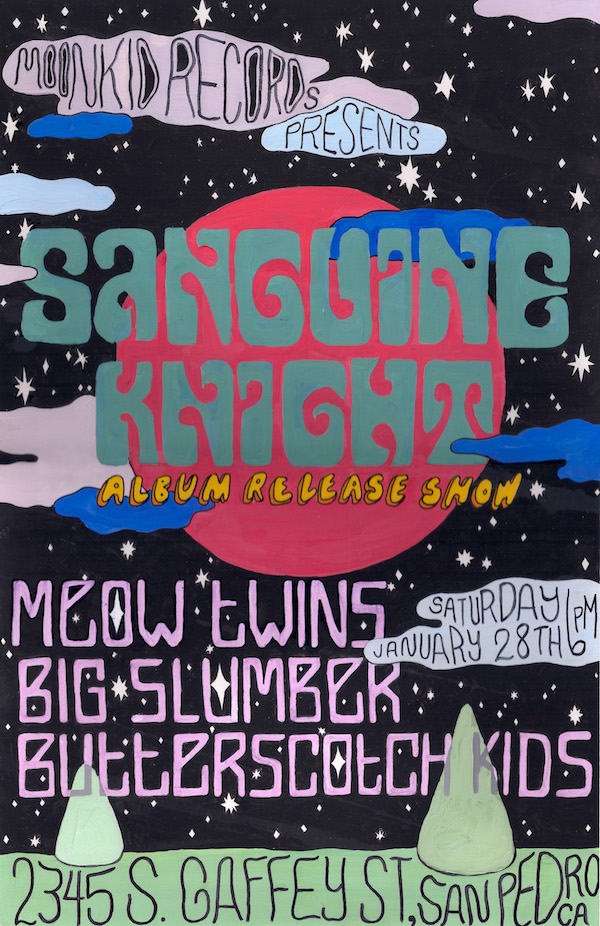 MOONKID RECORDS
PRESENTS
SANGUINE
KNIGHT
ALBUM RELEASE SHOW
MEOW TWINS
SATURDAY
JANUARY 28TH 6PM
BIG SLUMBER
BUTTERSCOTCH KIDS
2345 S. GAFFEY ST, SAN PEDRO
CA